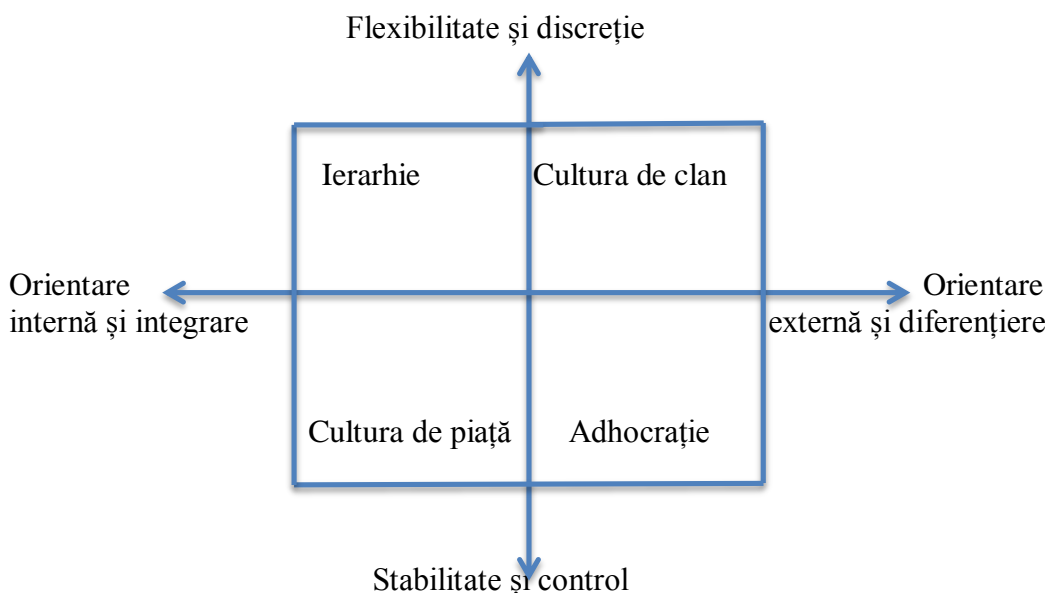 Flexibilitate și discreție
Ierarhie
Cultura de clan
Orientare
internă și integrare
Orientare
externă și diferențiere
Cultura de piață
Adhocrație
Stabilitate și control